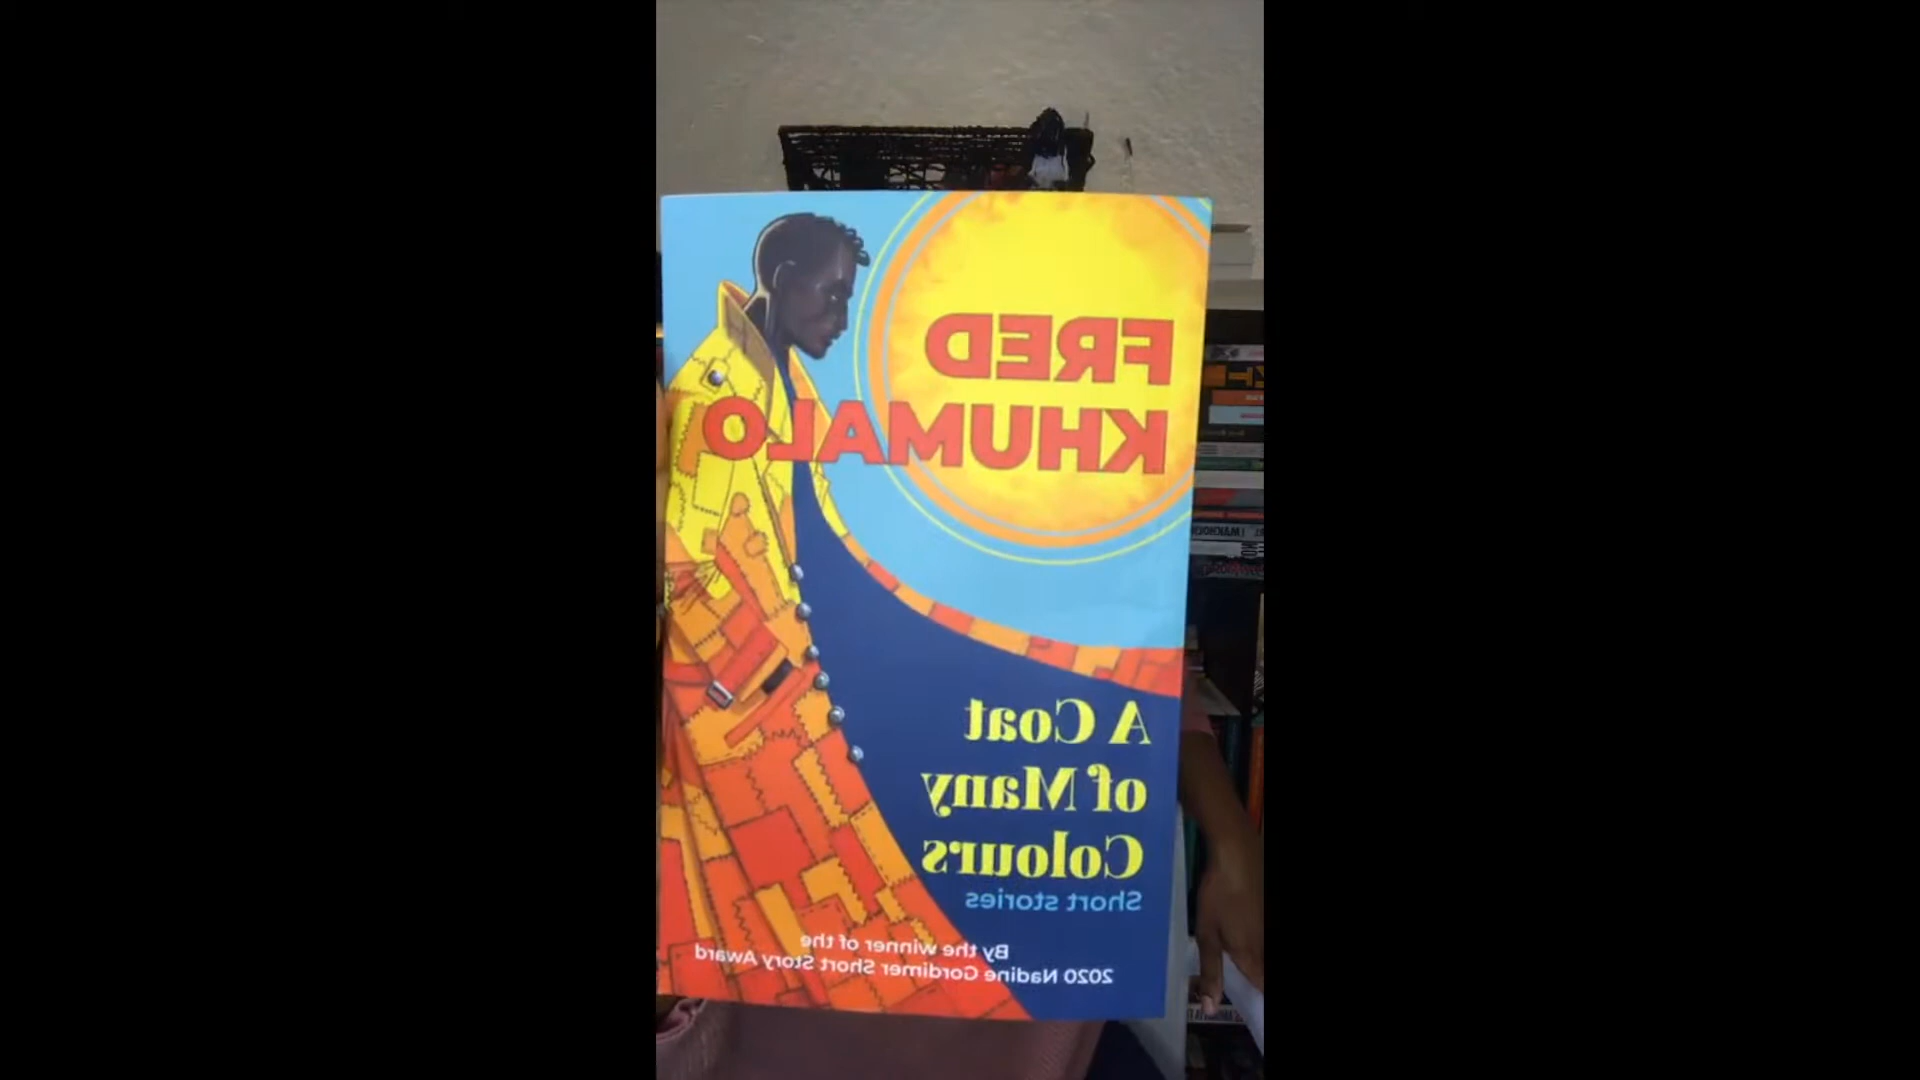 FRED
KHUMALO
A Coat
of Many
Colours
Short stories
By the winner of the
2020 Nadine Gordimer Short Story Award